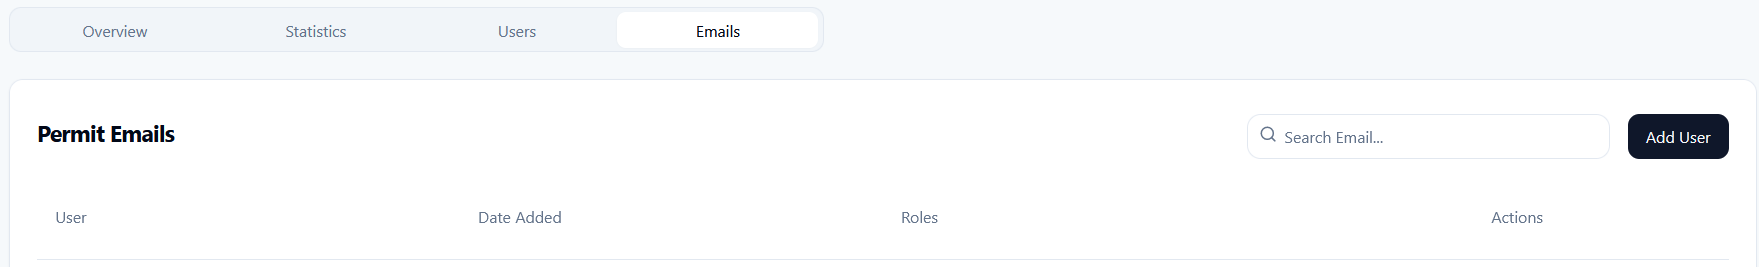 Overview Statistics Users Emails
Permit Emails
Search Email... Add User
User Date Added Roles Actions